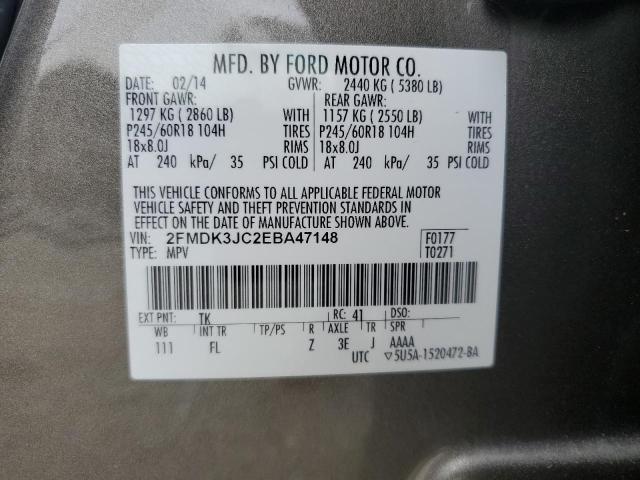 MFD. BY FORD MOTOR CO.
DATE: 02/14 GVWR: 2440 KG ( 5380 LB)
FRONT GAWR: REAR GAWR:
1297 KG ( 2860 LB) WITH 1157 KG ( 2550 LB) WITH
P245/60R18 104H TIRES P245/60R18 104H TIRES
18x8.0J RIMS 18x8.0J RIMS
AT 240 kPa/ 35 PSI COLD AT 240 kPa/ 35 PSI COLD
THIS VEHICLE CONFORMS TO ALL APPLICABLE FEDERAL MOTOR
VEHICLE SAFETY AND THEFT PREVENTION STANDARDS IN
EFFECT ON THE DATE OF MANUFACTURE SHOWN ABOVE.
VIN: 2FMDK3JC2EBA47148 F0177
TYPE: MPV T0271
EXT PNT: TK RC: 41 DSO:
WB INT TR TP/PS R AXLE TR SPR
111 FL Z 3E J AAAA
UTC ▽5U5A-1520472-BA